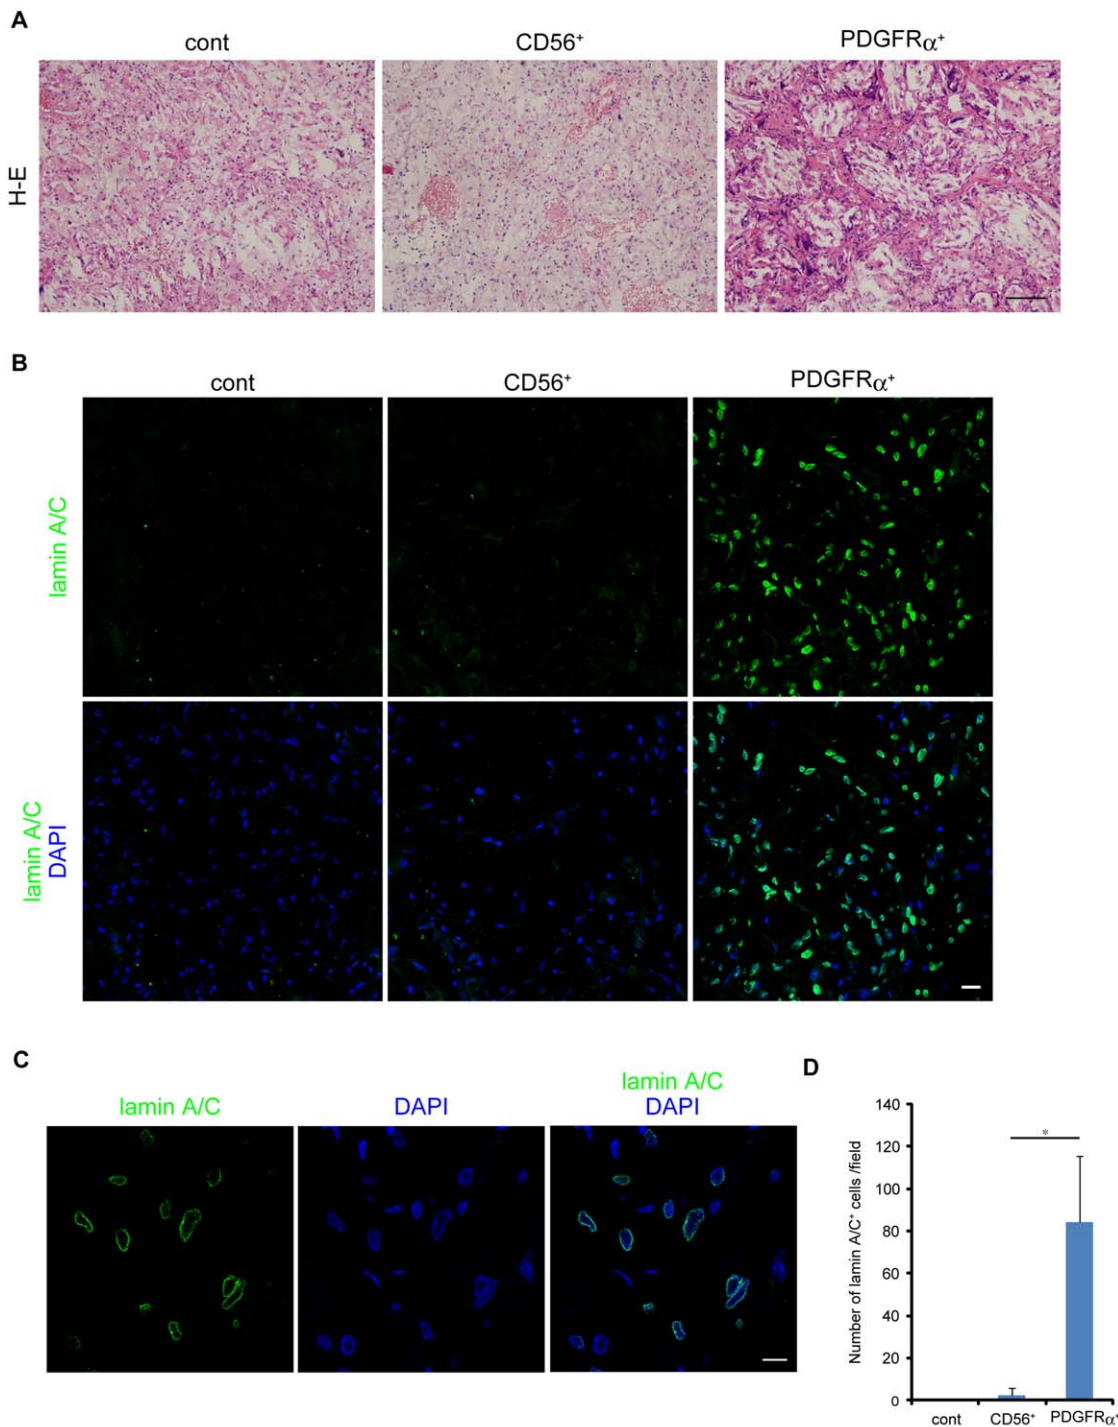 A
cont CD56⁺ PDGFRα⁺
H-E
B
cont CD56⁺ PDGFRα⁺
lamin A/C
lamin A/C
DAPI
C
lamin A/C DAPI lamin A/C
DAPI
D
140
120
100
80
60
40
20
0
Number of lamin A/C⁺ cells /field
*
cont CD56⁺ PDGFRα⁺